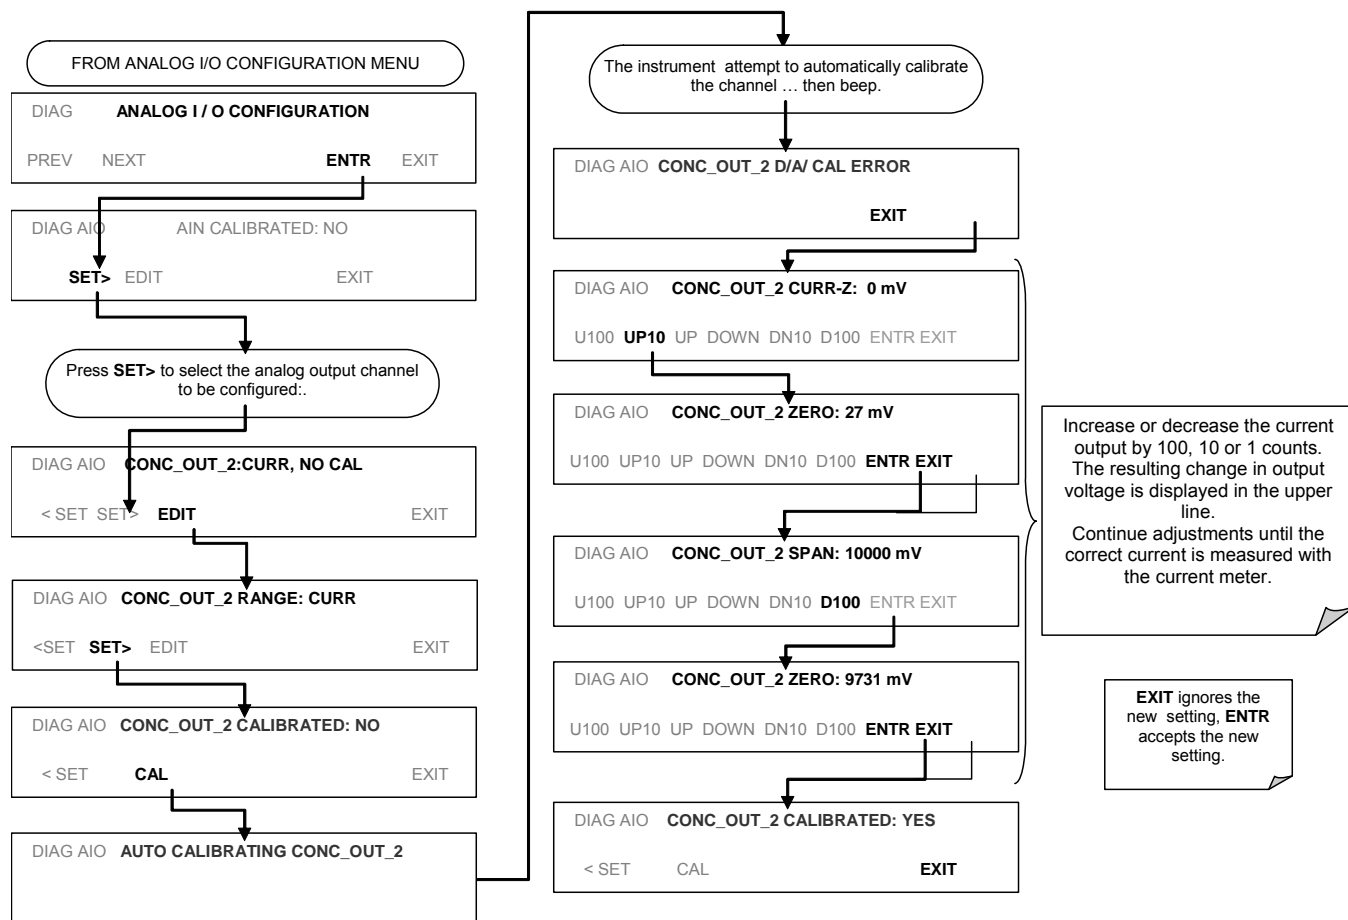 FROM ANALOG I/O CONFIGURATION MENU
DIAG ANALOG I / O CONFIGURATION
PREV NEXT ENTR EXIT
DIAG AIO AIN CALIBRATED: NO
SET> EDIT EXIT
Press SET> to select the analog output channel
to be configured:.
DIAG AIO CONC_OUT_2:CURR, NO CAL
< SET SET> EDIT EXIT
DIAG AIO CONC_OUT_2 RANGE: CURR
<SET SET> EDIT EXIT
DIAG AIO CONC_OUT_2 CALIBRATED: NO
< SET CAL EXIT
DIAG AIO AUTO CALIBRATING CONC_OUT_2
The instrument attempt to automatically calibrate
the channel … then beep.
DIAG AIO CONC_OUT_2 D/A/ CAL ERROR
EXIT
DIAG AIO CONC_OUT_2 CURR-Z: 0 mV
U100 UP10 UP DOWN DN10 D100 ENTR EXIT
DIAG AIO CONC_OUT_2 ZERO: 27 mV
U100 UP10 UP DOWN DN10 D100 ENTR EXIT
DIAG AIO CONC_OUT_2 SPAN: 10000 mV
U100 UP10 UP DOWN DN10 D100 ENTR EXIT
DIAG AIO CONC_OUT_2 ZERO: 9731 mV
U100 UP10 UP DOWN DN10 D100 ENTR EXIT
DIAG AIO CONC_OUT_2 CALIBRATED: YES
< SET CAL EXIT
Increase or decrease the current
output by 100, 10 or 1 counts.
The resulting change in output
voltage is displayed in the upper
line.
Continue adjustments until the
correct current is measured with
the current meter.
EXIT ignores the
new setting, ENTR
accepts the new
setting.